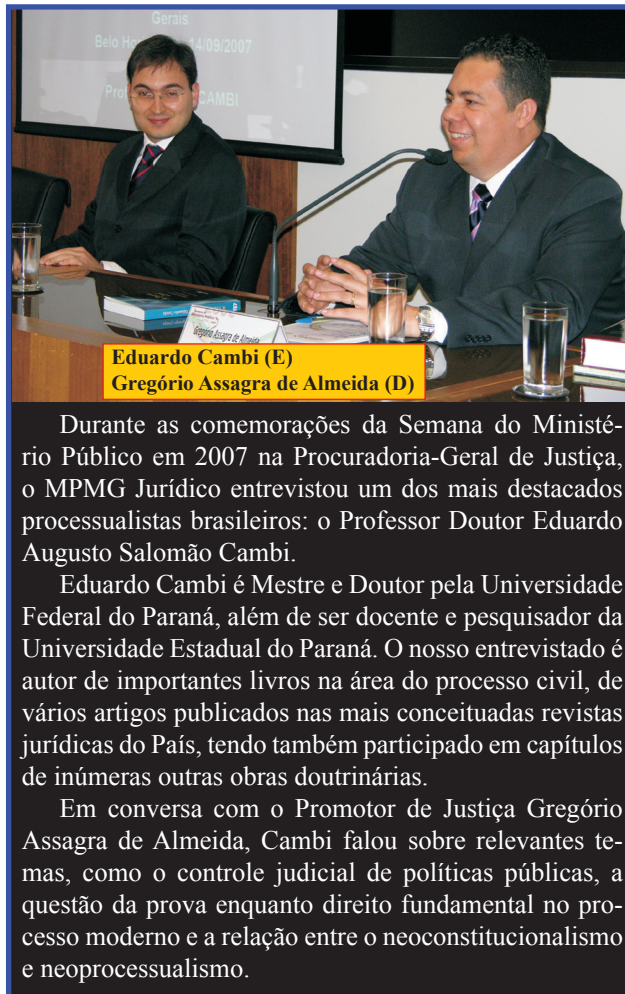 Gerais
Belo Ho 14/09/2007
Prof CAMBI
Gregório Assagra de Almeida
Eduardo Cambi (E)
Gregório Assagra de Almeida (D)
Durante as comemorações da Semana do Ministé-
rio Público em 2007 na Procuradoria-Geral de Justiça,
o MPMG Jurídico entrevistou um dos mais destacados
processualistas brasileiros: o Professor Doutor Eduardo
Augusto Salomão Cambi.
Eduardo Cambi é Mestre e Doutor pela Universidade
Federal do Paraná, além de ser docente e pesquisador da
Universidade Estadual do Paraná. O nosso entrevistado é
autor de importantes livros na área do processo civil, de
vários artigos publicados nas mais conceituadas revistas
jurídicas do País, tendo também participado em capítulos
de inúmeras outras obras doutrinárias.
Em conversa com o Promotor de Justiça Gregório
Assagra de Almeida, Cambi falou sobre relevantes te-
mas, como o controle judicial de políticas públicas, a
questão da prova enquanto direito fundamental no pro-
cesso moderno e a relação entre o neoconstitucionalismo
e neoprocessualismo.